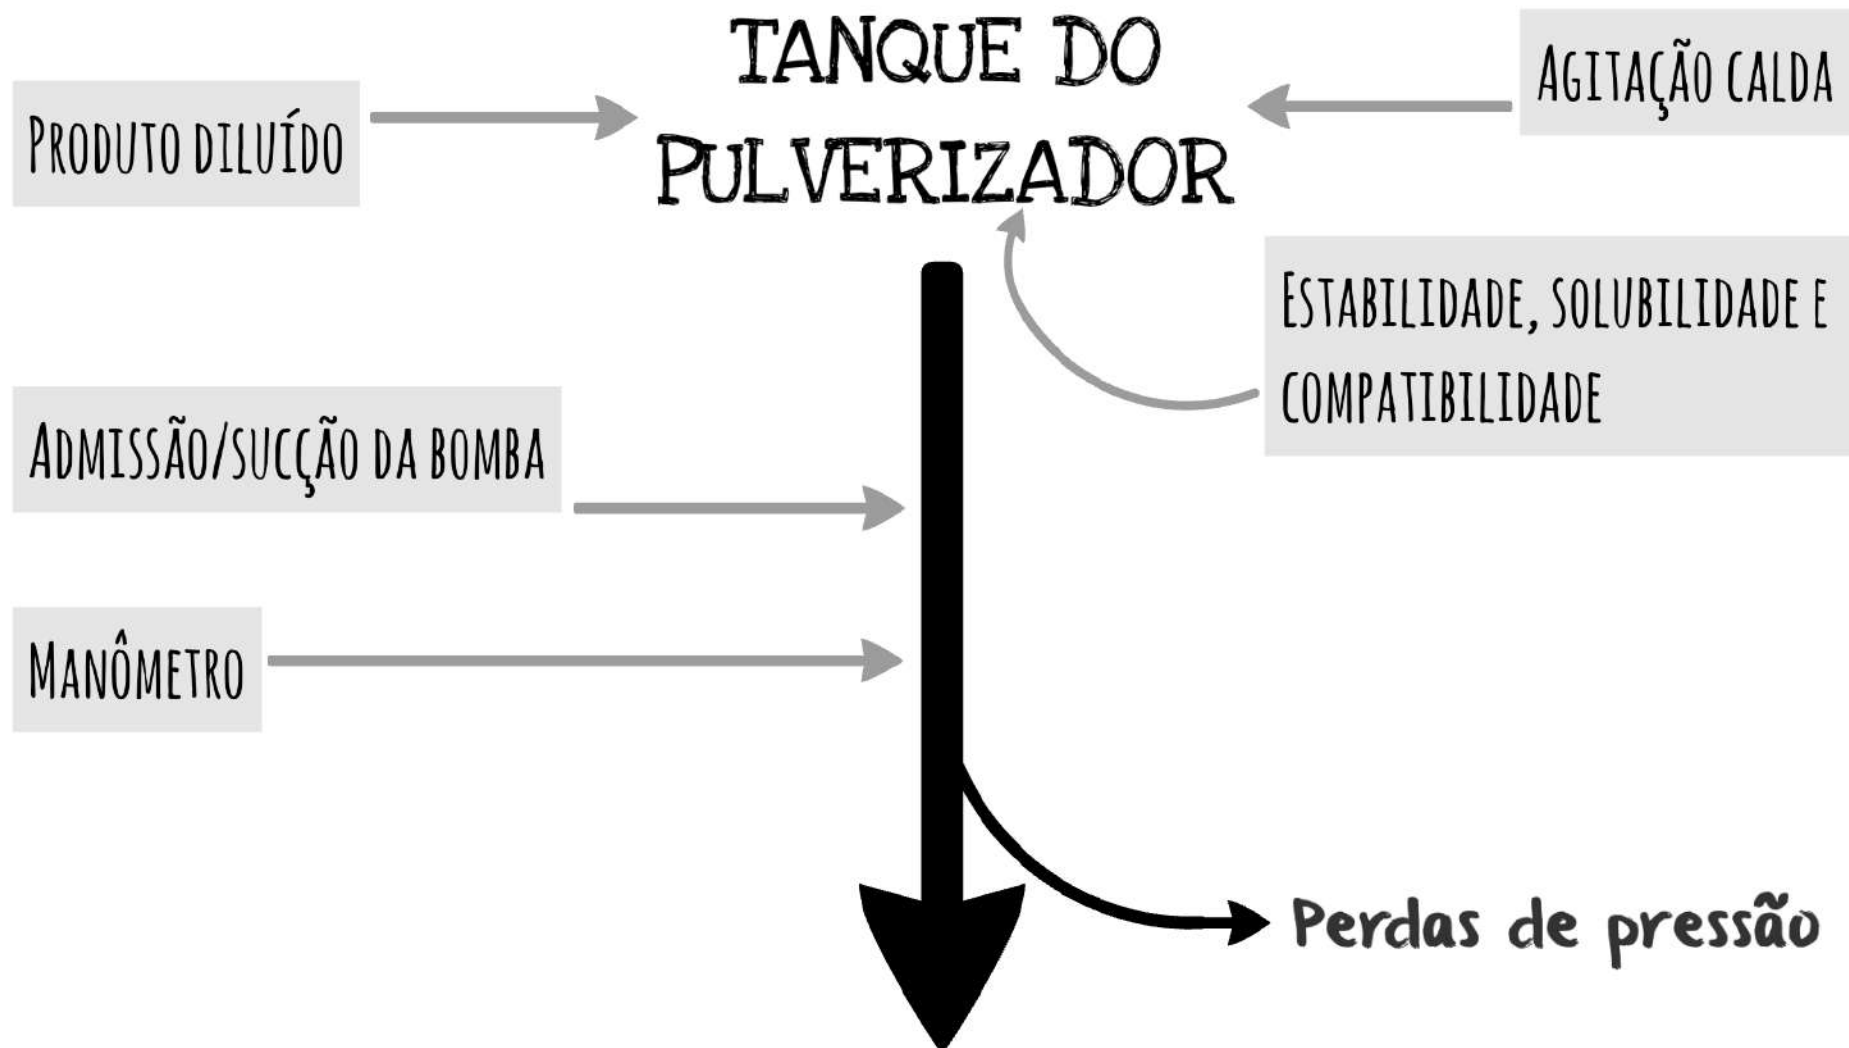 TANQUE DO
PULVERIZADOR
PRODUTO DILUÍDO
AGITAÇÃO CALDA
ESTABILIDADE, SOLUBILIDADE E
COMPATIBILIDADE
ADMISSÃO/SUCÇÃO DA BOMBA
MANÔMETRO
Perdas de pressão